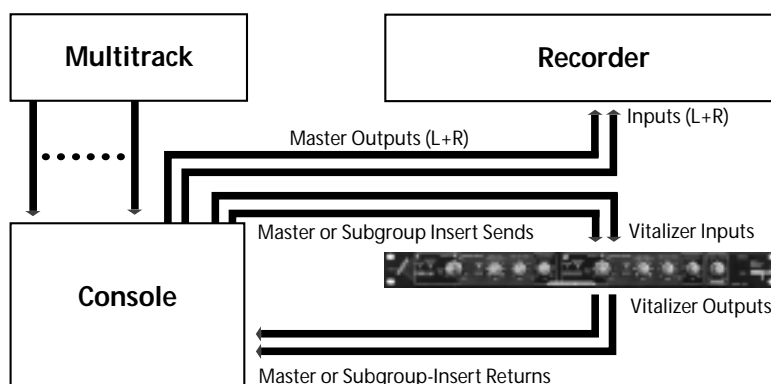 Multitrack
Recorder
Master Outputs (L+R)
Inputs (L+R)
Master or Subgroup Insert Sends
Vitalizer Inputs
Console
Vitalizer Outputs
Master or Subgroup-Insert Returns